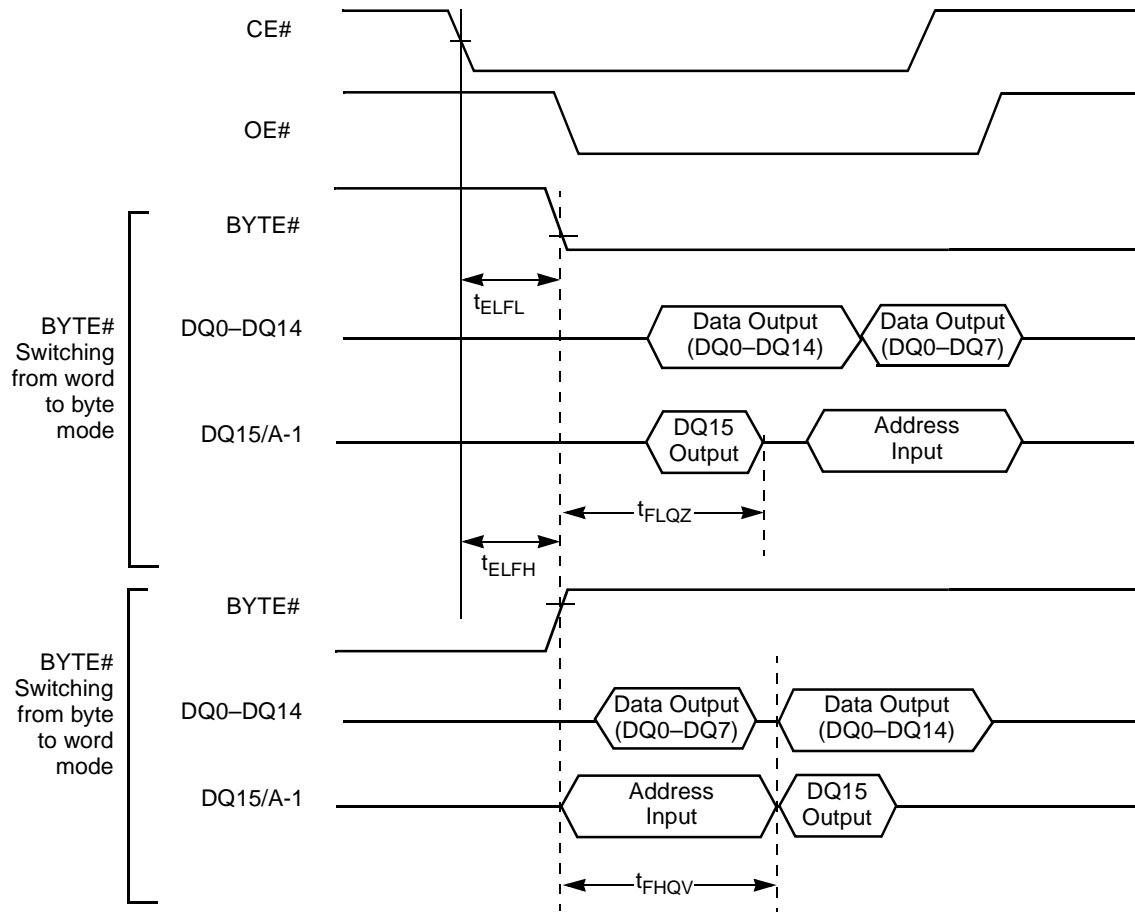 CE#
OE#
BYTE#
tELFL
BYTE#
Switching
from word
to byte
mode
DQ0–DQ14
Data Output
(DQ0–DQ14)
Data Output
(DQ0–DQ7)
DQ15/A-1
DQ15
Output
Address
Input
tFLQZ
tELFH
BYTE#
BYTE#
Switching
from byte
to word
mode
DQ0–DQ14
Data Output
(DQ0–DQ7)
Data Output
(DQ0–DQ14)
DQ15/A-1
Address
Input
DQ15
Output
tFHQV